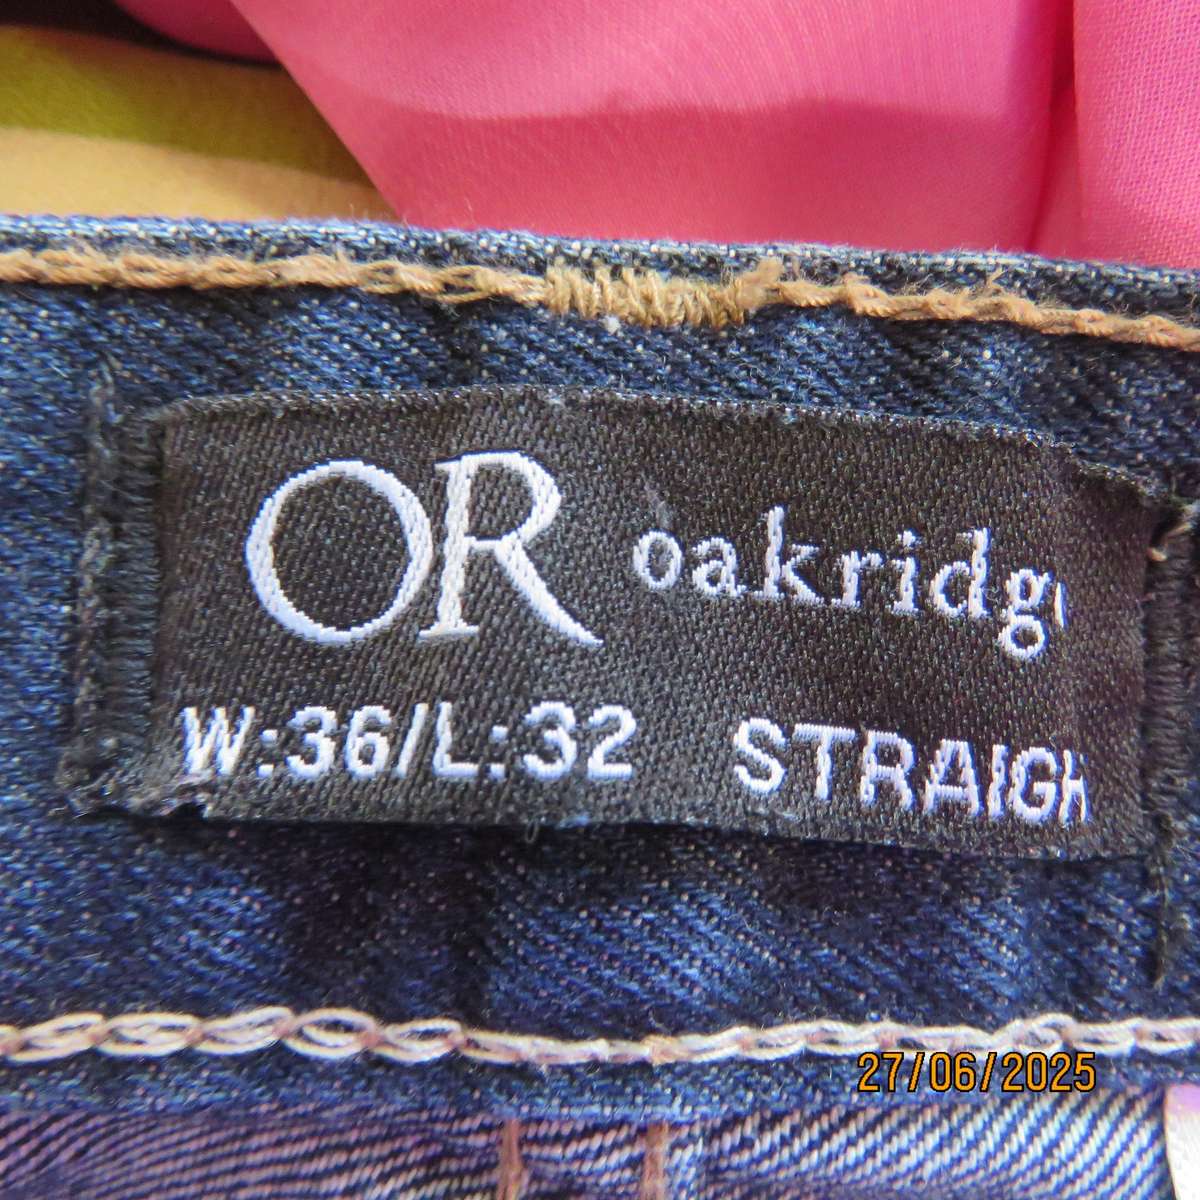 OR oakridg
W:36/L:32 STRAIGH
27/06/2025